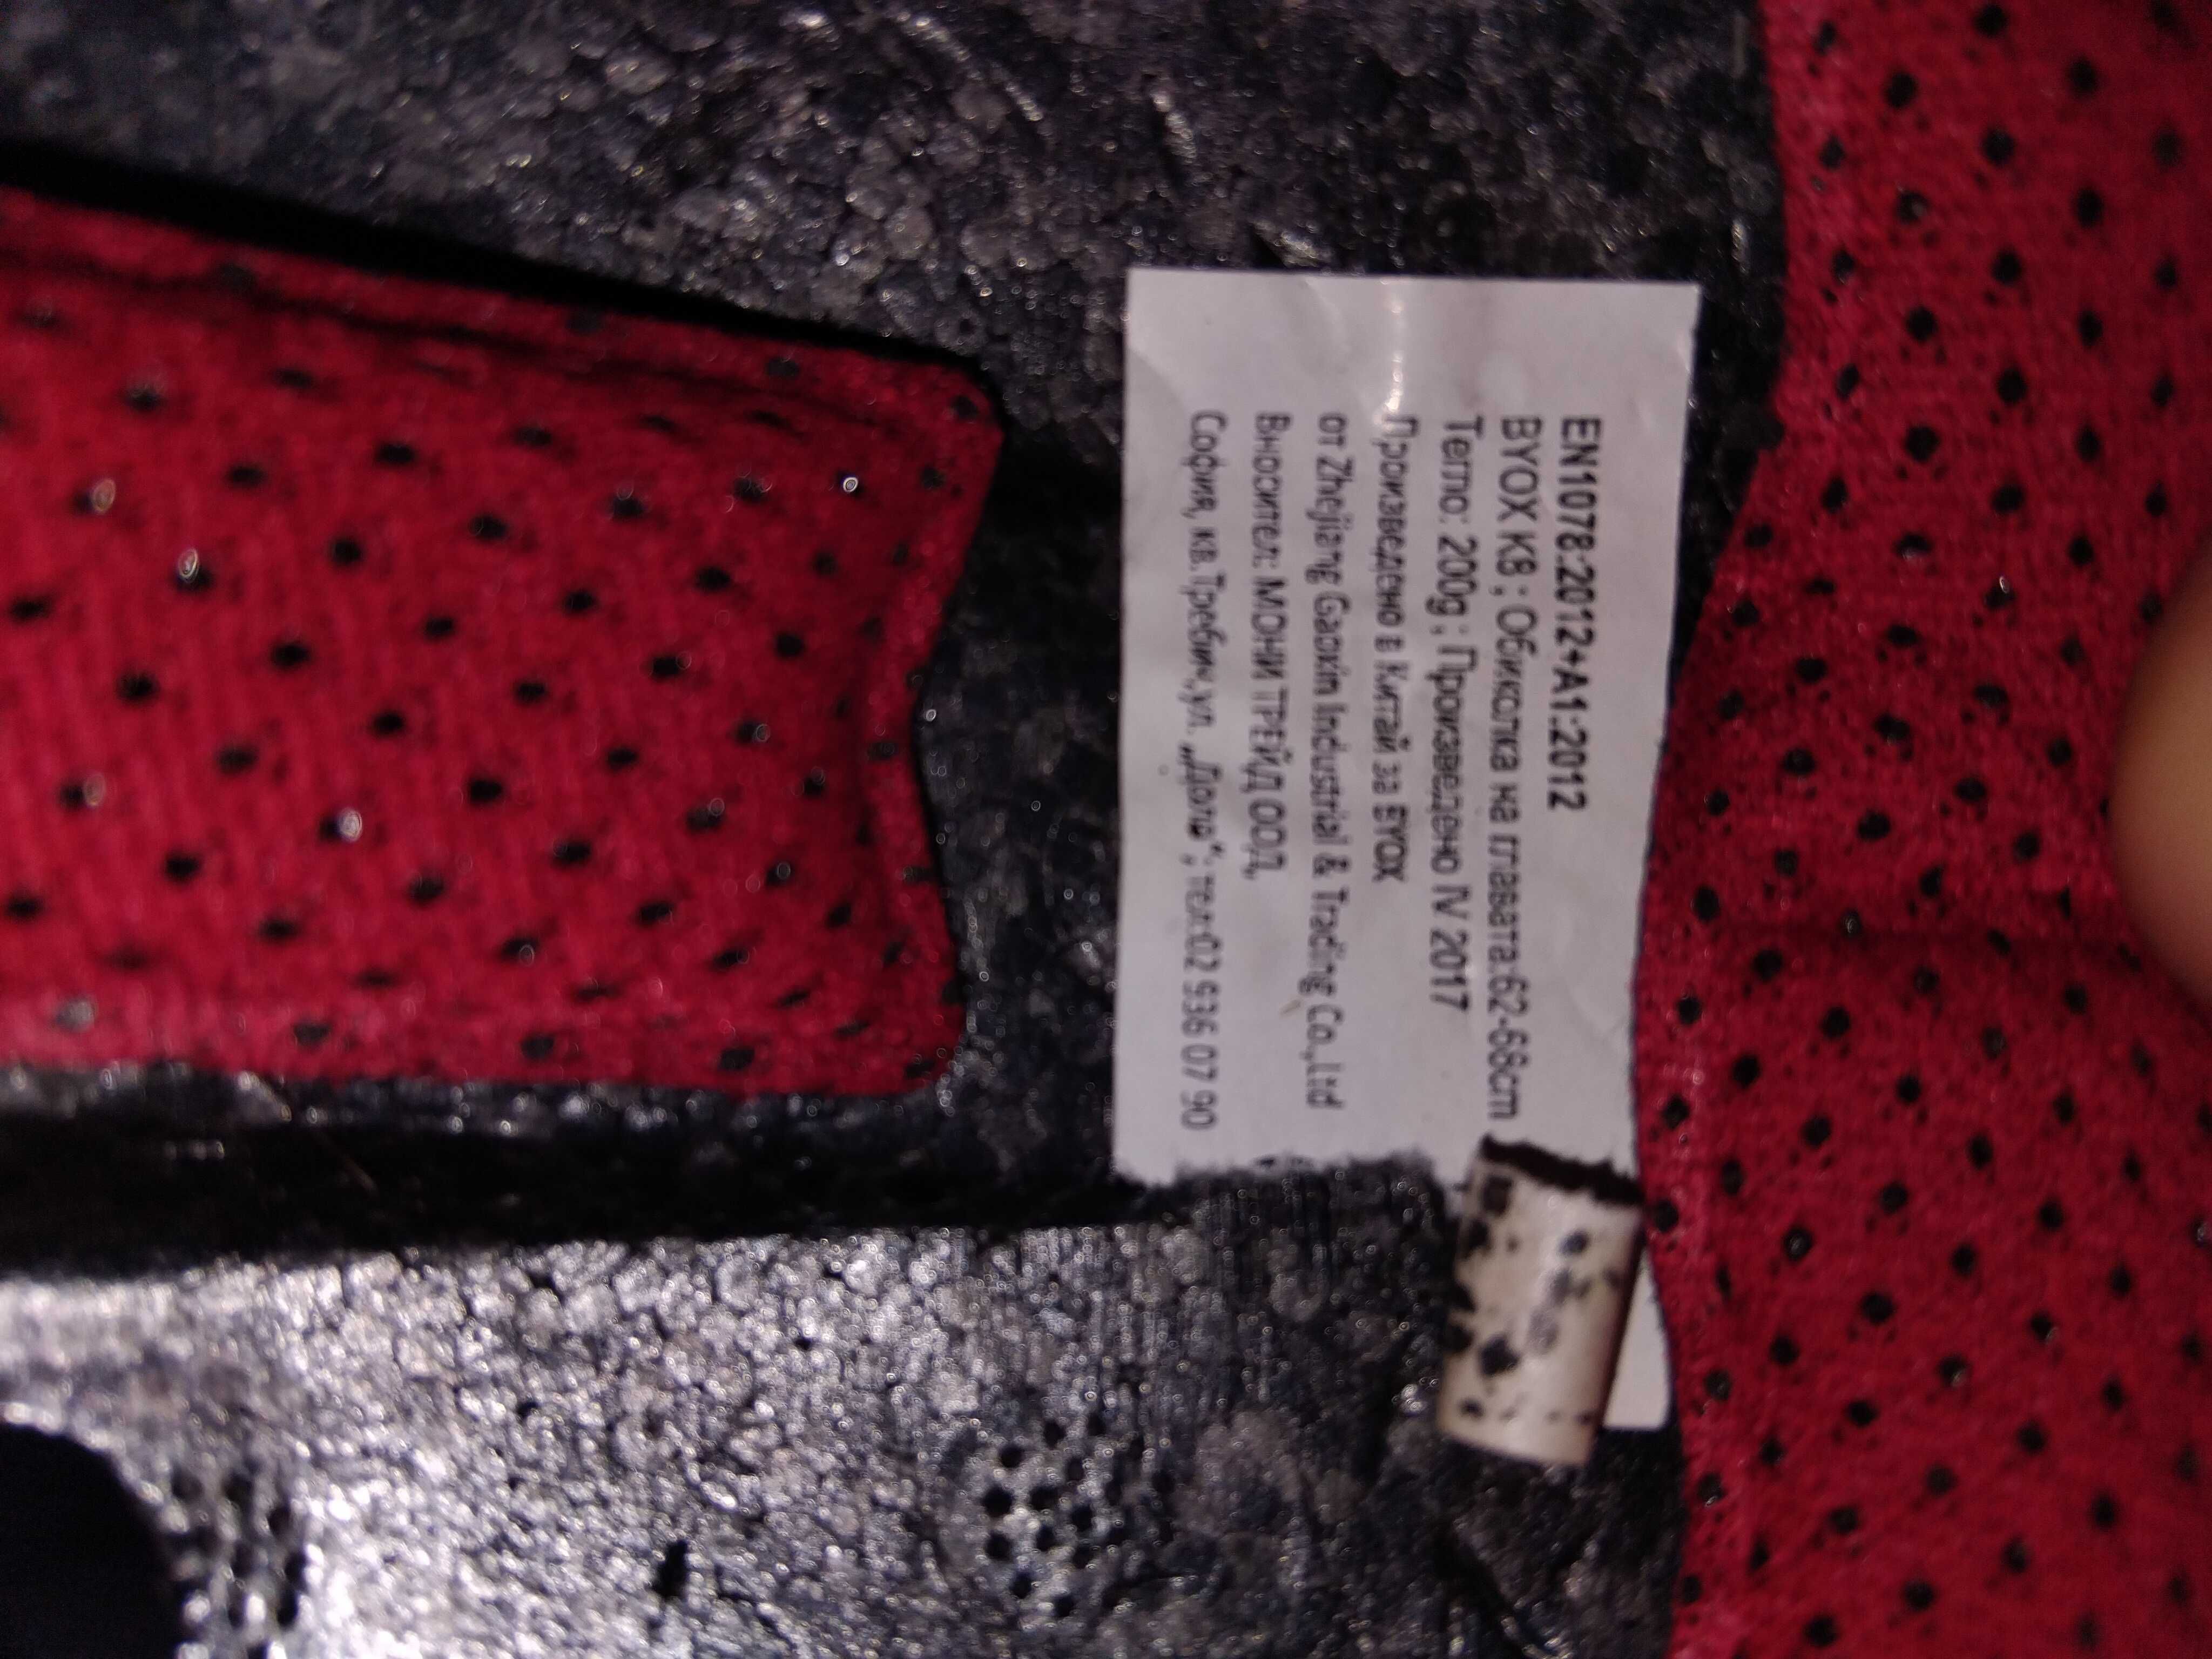 EN1078:2012+A1:2012
BYOX K8 ; Обиколка на главата:62-68cm
Тегло: 200g ; Произведено IV 2017
Произведено в Китай за BYOX
от Zhejiang Gaoxin Industrial & Trading Co.,Ltd
Вносител: МОНИ ТРЕЙД ООД,
София, кв.Требич,ул. „Доло“; тел:02 936 07 90